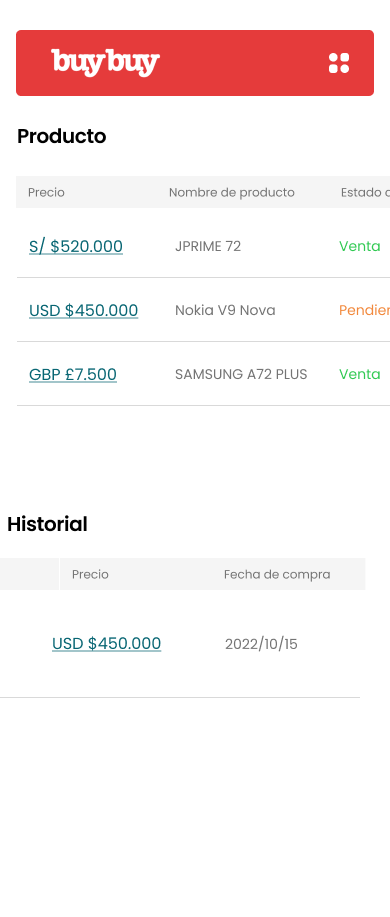 buybuy
Producto
Precio Nombre de producto Estado
S/ $520.000 JPRIME 72 Venta
USD $450.000 Nokia V9 Nova
GBP £7.500 SAMSUNG A72 PLUS Venta
Historial
Precio Fecha de compra
USD $450.000 2022/10/15